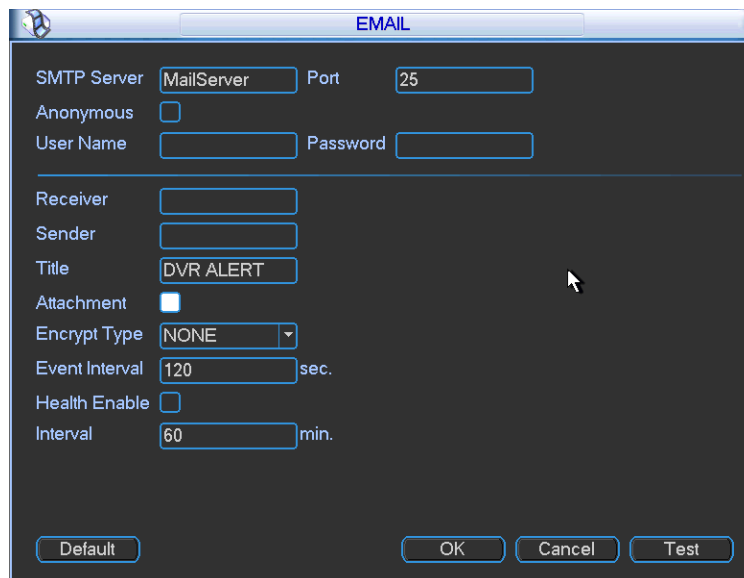 EMAIL
SMTP Server MailServer Port 25
Anonymous
User Name Password
Receiver
Sender
Title DVR ALERT
Attachment
Encrypt Type NONE
Event Interval 120 sec.
Health Enable
Interval 60 min.
Default OK Cancel Test